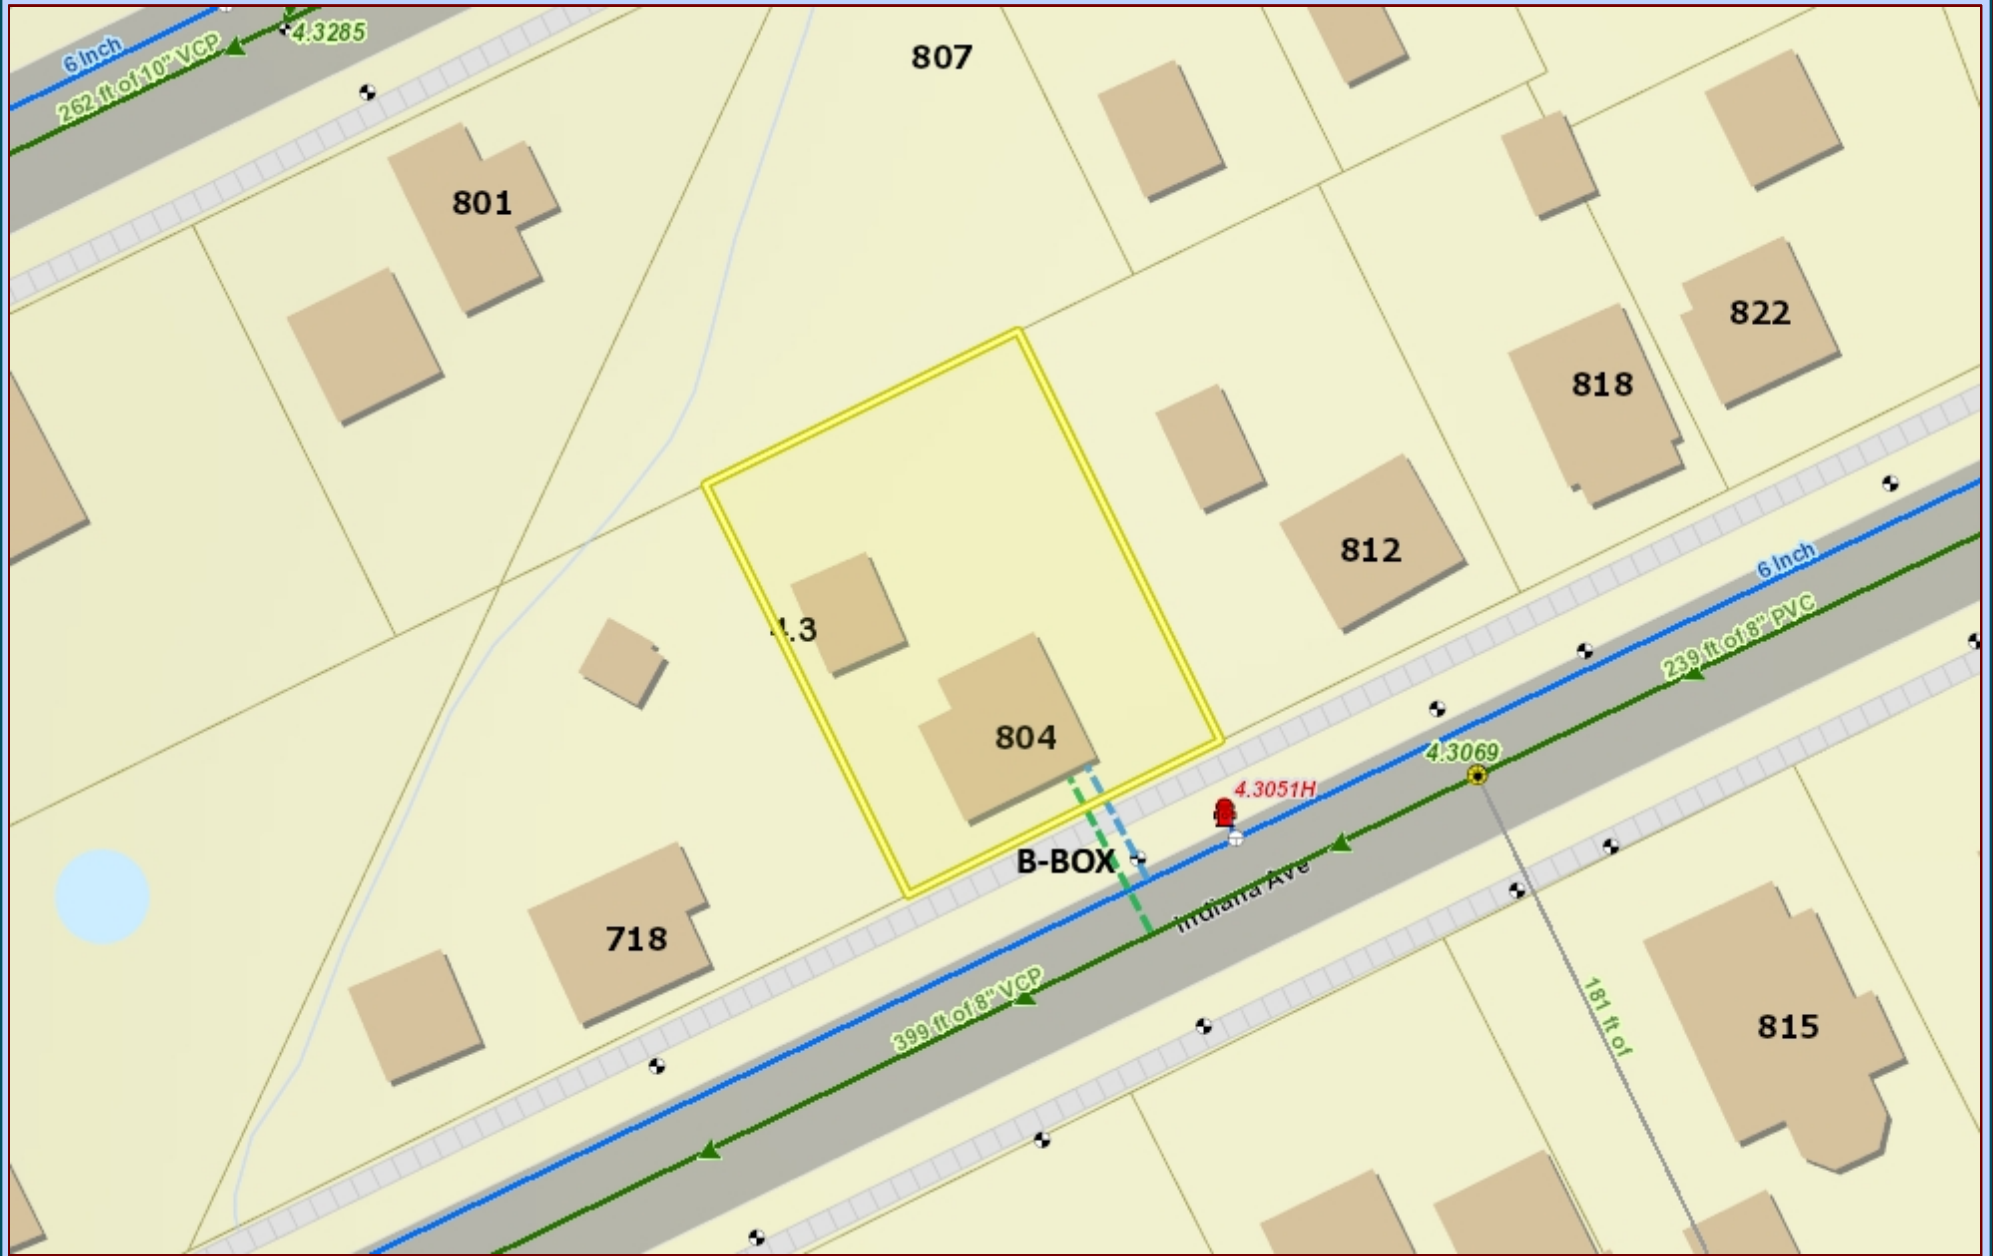 6 Inch
262 ft of 10" VCP
4.3285
807
801
822
818
812
6 Inch
239 ft of 8" PVC
4.3
804
4.3069
4.3051H
B-BOX
Indiana Ave
718
399 ft of 8" VCP
181 ft of
815